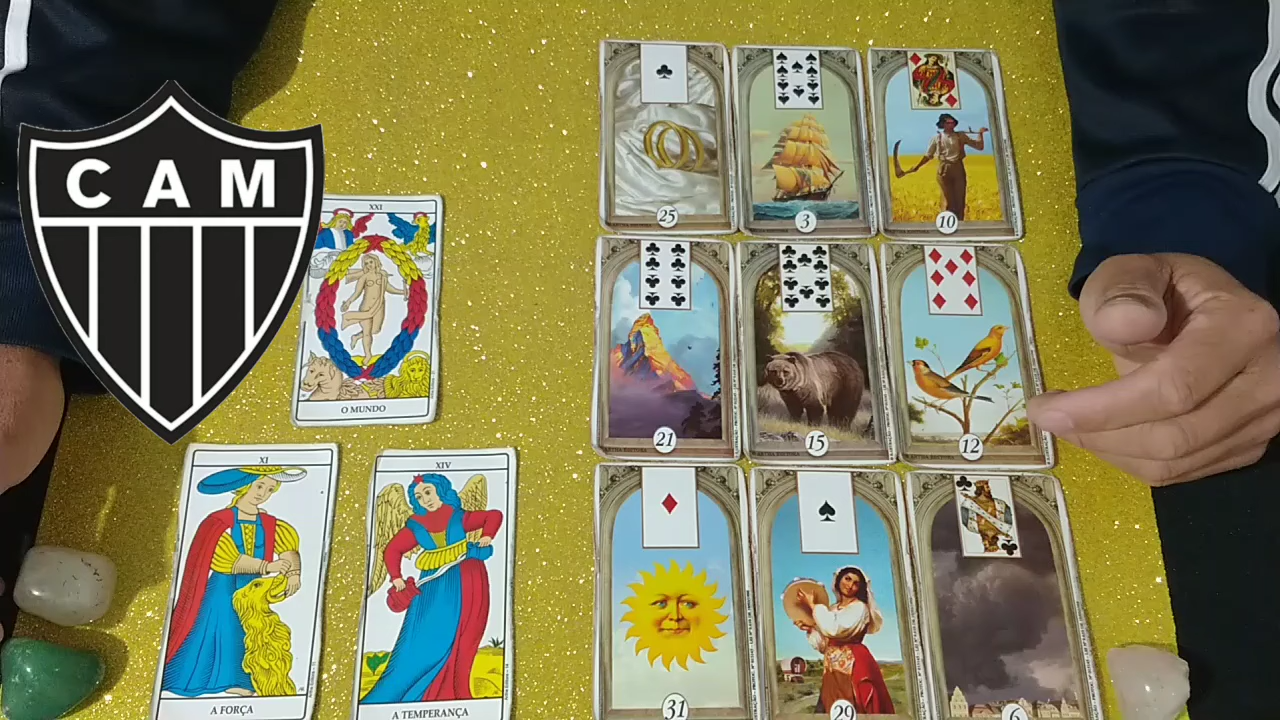 CAM
XXI
O MUNDO
XI
A FORÇA
XIV
A TEMPERANÇA
25
3
10
21
15
12
31
29
6